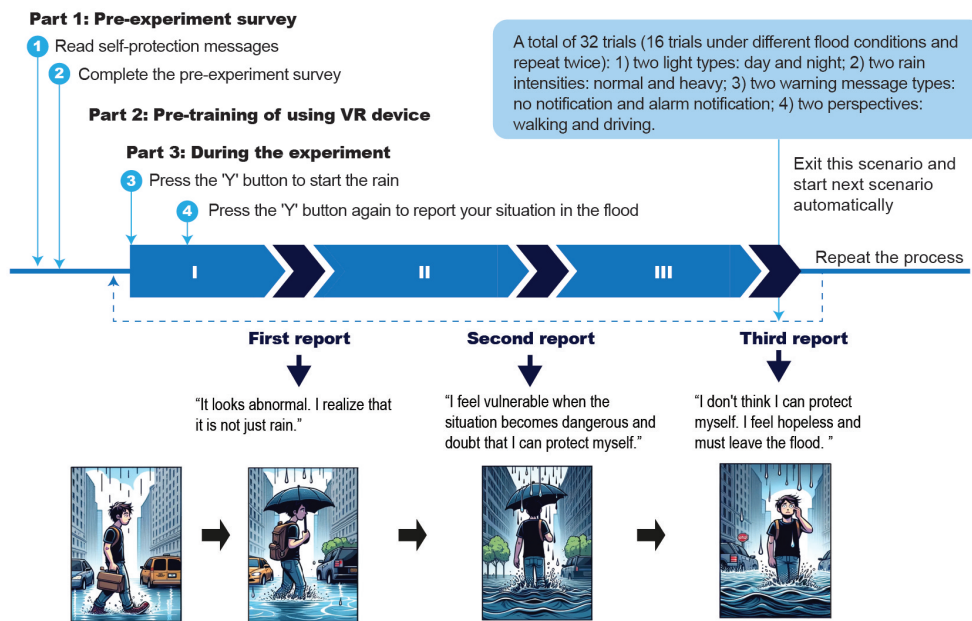 Part 1: Pre-experiment survey
1 Read self-protection messages
2 Complete the pre-experiment survey
Part 2: Pre-training of using VR device
Part 3: During the experiment
3 Press the 'Y' button to start the rain
4 Press the 'Y' button again to report your situation in the flood
A total of 32 trials (16 trials under different flood conditions and
repeat twice): 1) two light types: day and night; 2) two rain
intensities: normal and heavy; 3) two warning message types:
no notification and alarm notification; 4) two perspectives:
walking and driving.
Exit this scenario and
start next scenario
automatically
I
II
III
Repeat the process
First report
Second report
Third report
“It looks abnormal. I realize that
it is not just rain.”
“I feel vulnerable when the
situation becomes dangerous and
doubt that I can protect myself.”
“I don't think I can protect
myself. I feel hopeless and
must leave the flood. ”